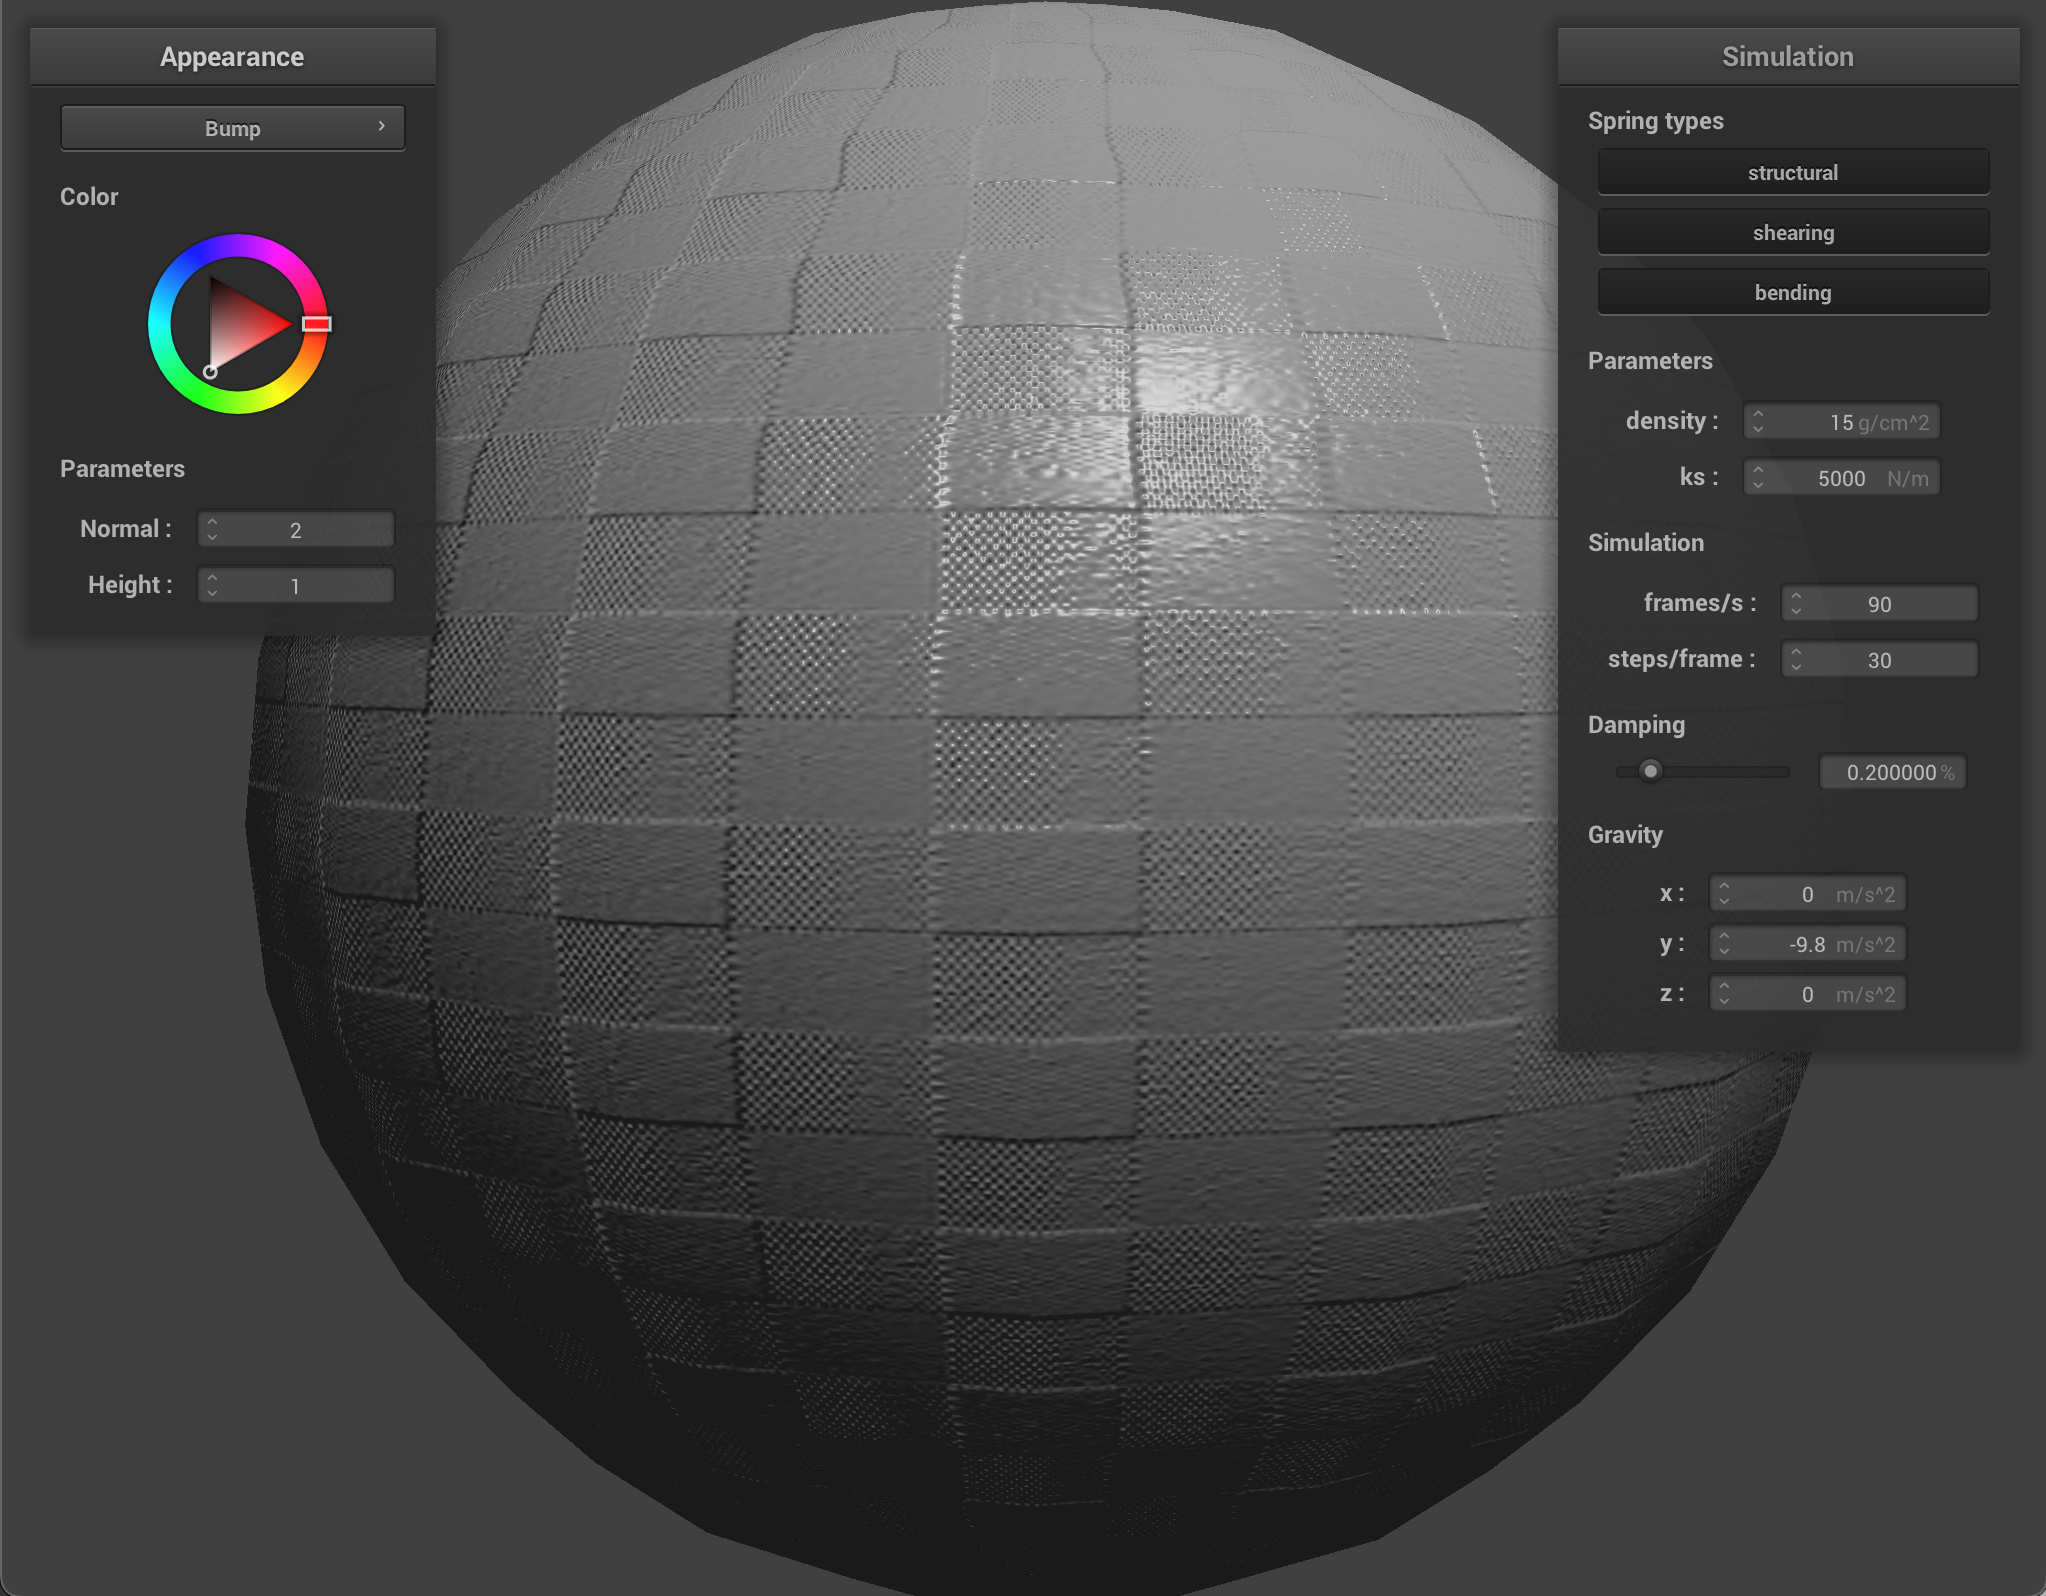 Appearance
Bump
Color
Parameters
Normal : 2
Height : 1
Simulation
Spring types
structural
shearing
bending
Parameters
density : 15 g/cm^2
ks : 5000 N/m
Simulation
frames/s : 90
steps/frame : 30
Damping
0.200000 %
Gravity
x : 0 m/s^2
y : -9.8 m/s^2
z : 0 m/s^2